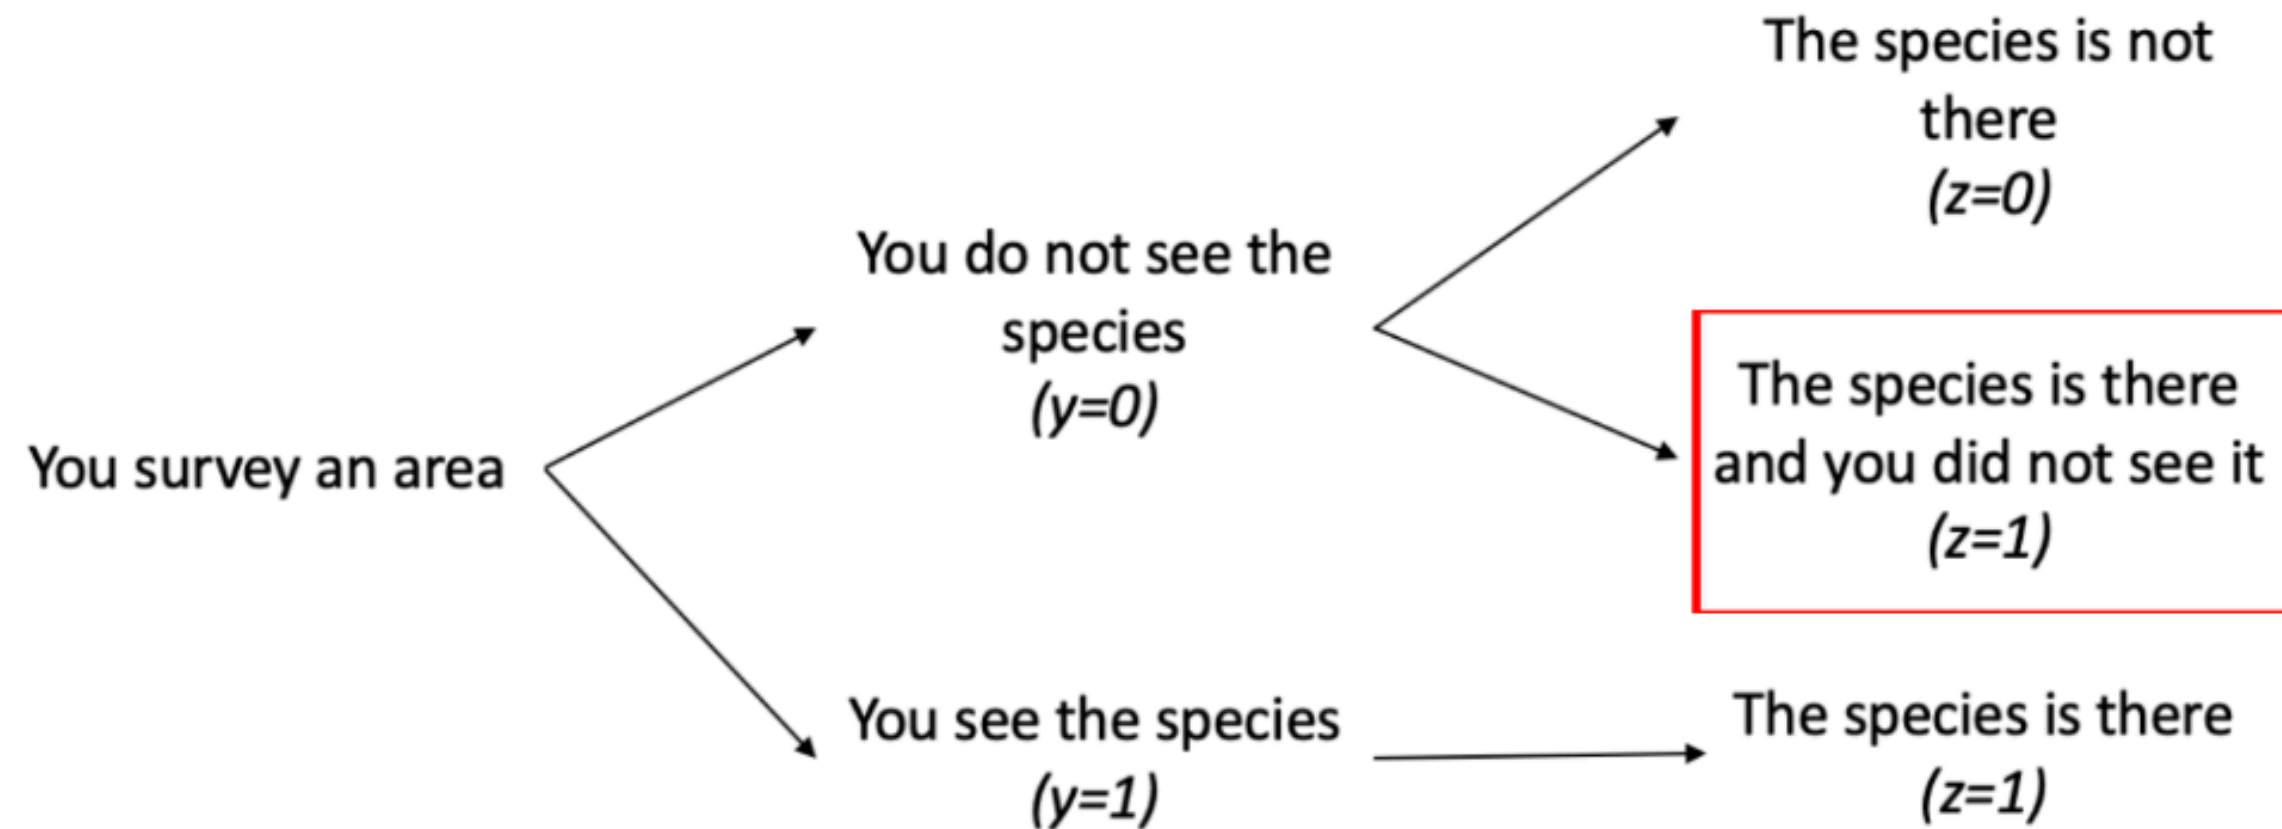 You survey an area
You do not see the
species
(y=0)
You see the species
(y=1)
The species is not
there
(z=0)
The species is there
and you did not see it
(z=1)
The species is there
(z=1)